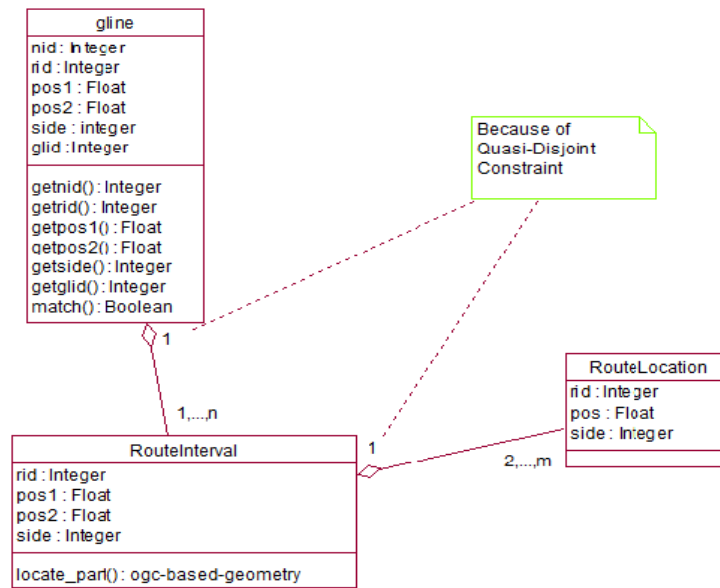 gline
nid : Integer
rid : Integer
pos1 : Float
pos2 : Float
side : integer
glid : Integer
getnid() : Integer
getrid() : Integer
getpos1() : Float
getpos2() : Float
getside() : Integer
getglid() : Integer
match() : Boolean
Because of
Quasi-Disjoint
Constraint
1
1,...,n
RouteLocation
rid : Integer
pos : Float
side : Integer
1
2,...,m
RouteInterval
rid : Integer
pos1 : Float
pos2 : Float
side : Integer
locate_part() : ogc-based-geometry